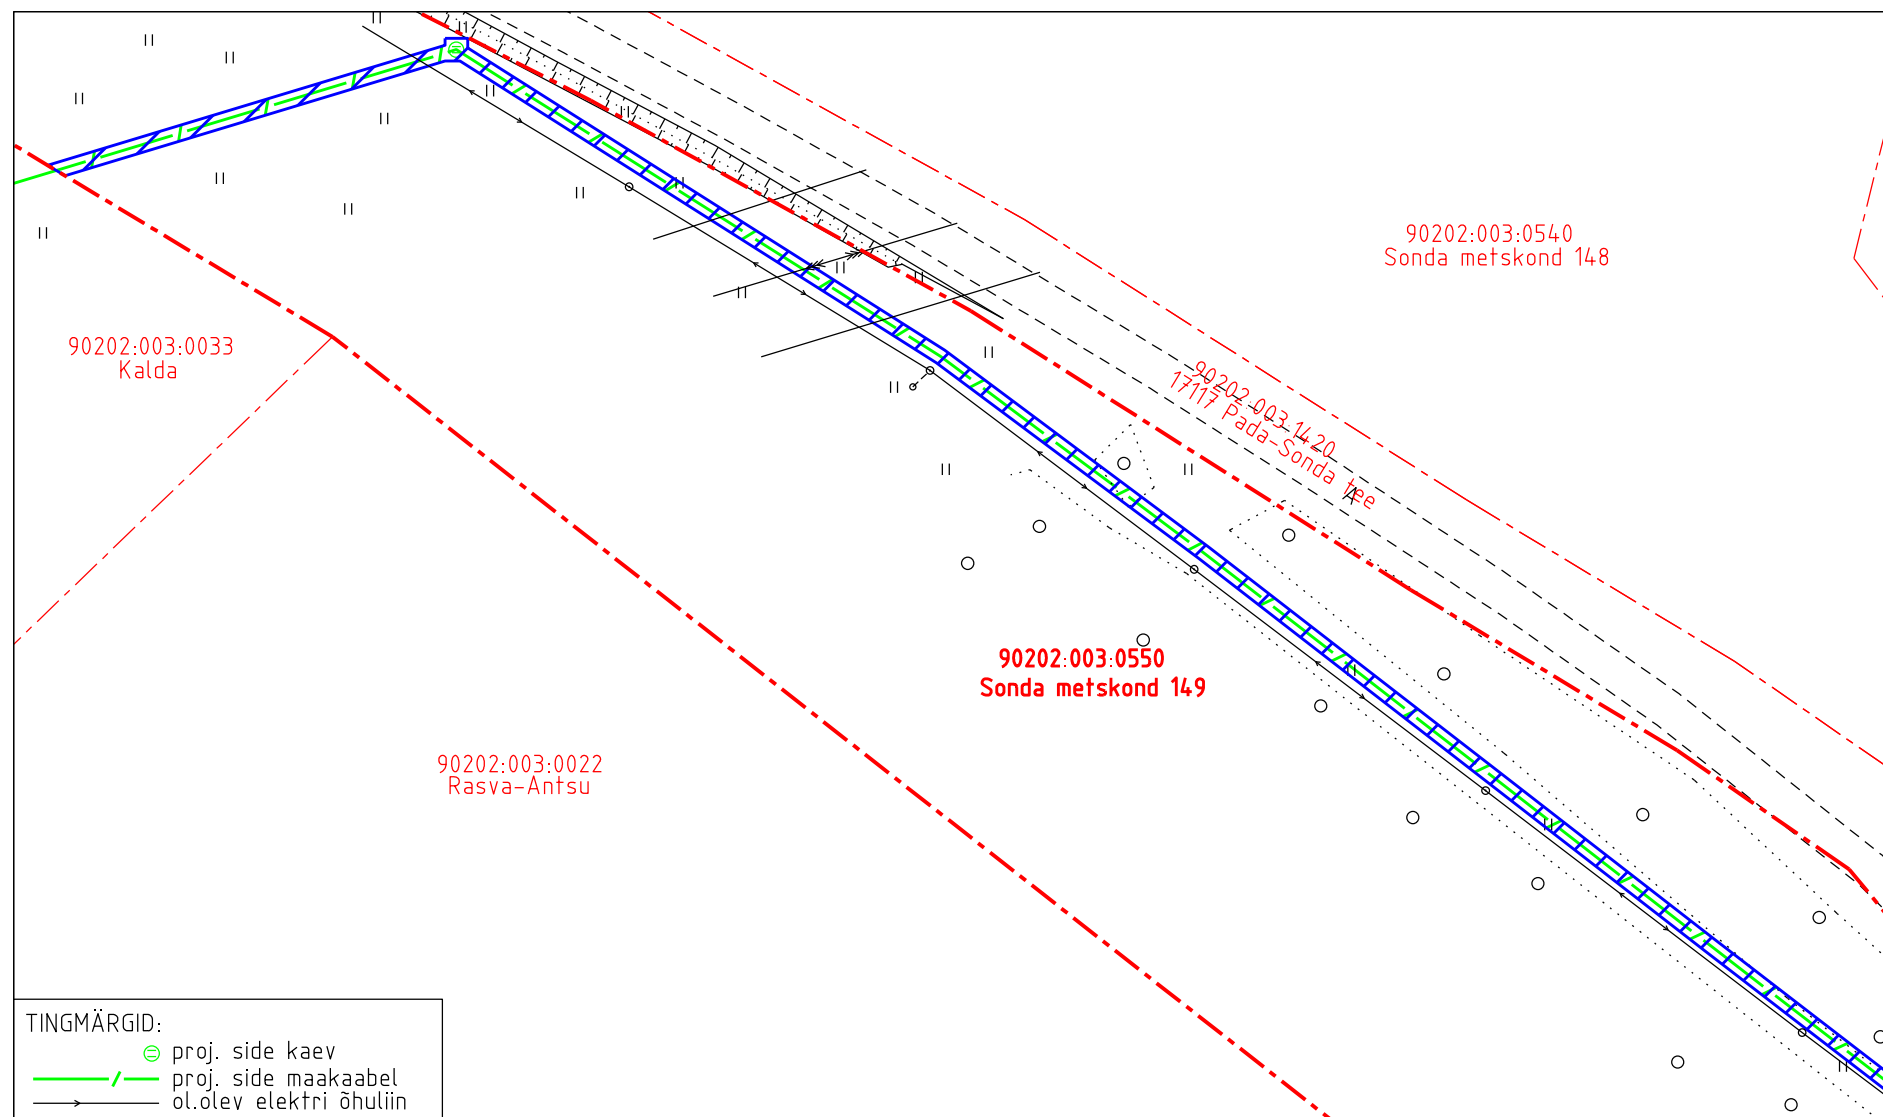 90202:003:0540
Sonda metskond 148
90202:003:0033
Kalda
90202:003:1420
17117 Pada-Sonda tee
A
90202:003:0550
Sonda metskond 149
90202:003:0022
Rasva-Antsu
TINGMÄRGID:
proj. side kaev
proj. side maakaabel
ol.olev elektri õhuliin